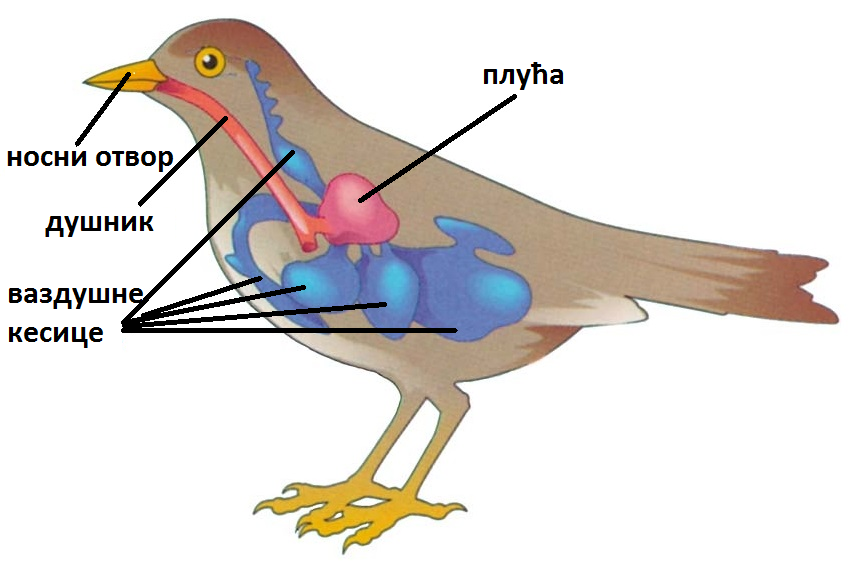 плућа
носни отвор
душник
ваздушне
кесице